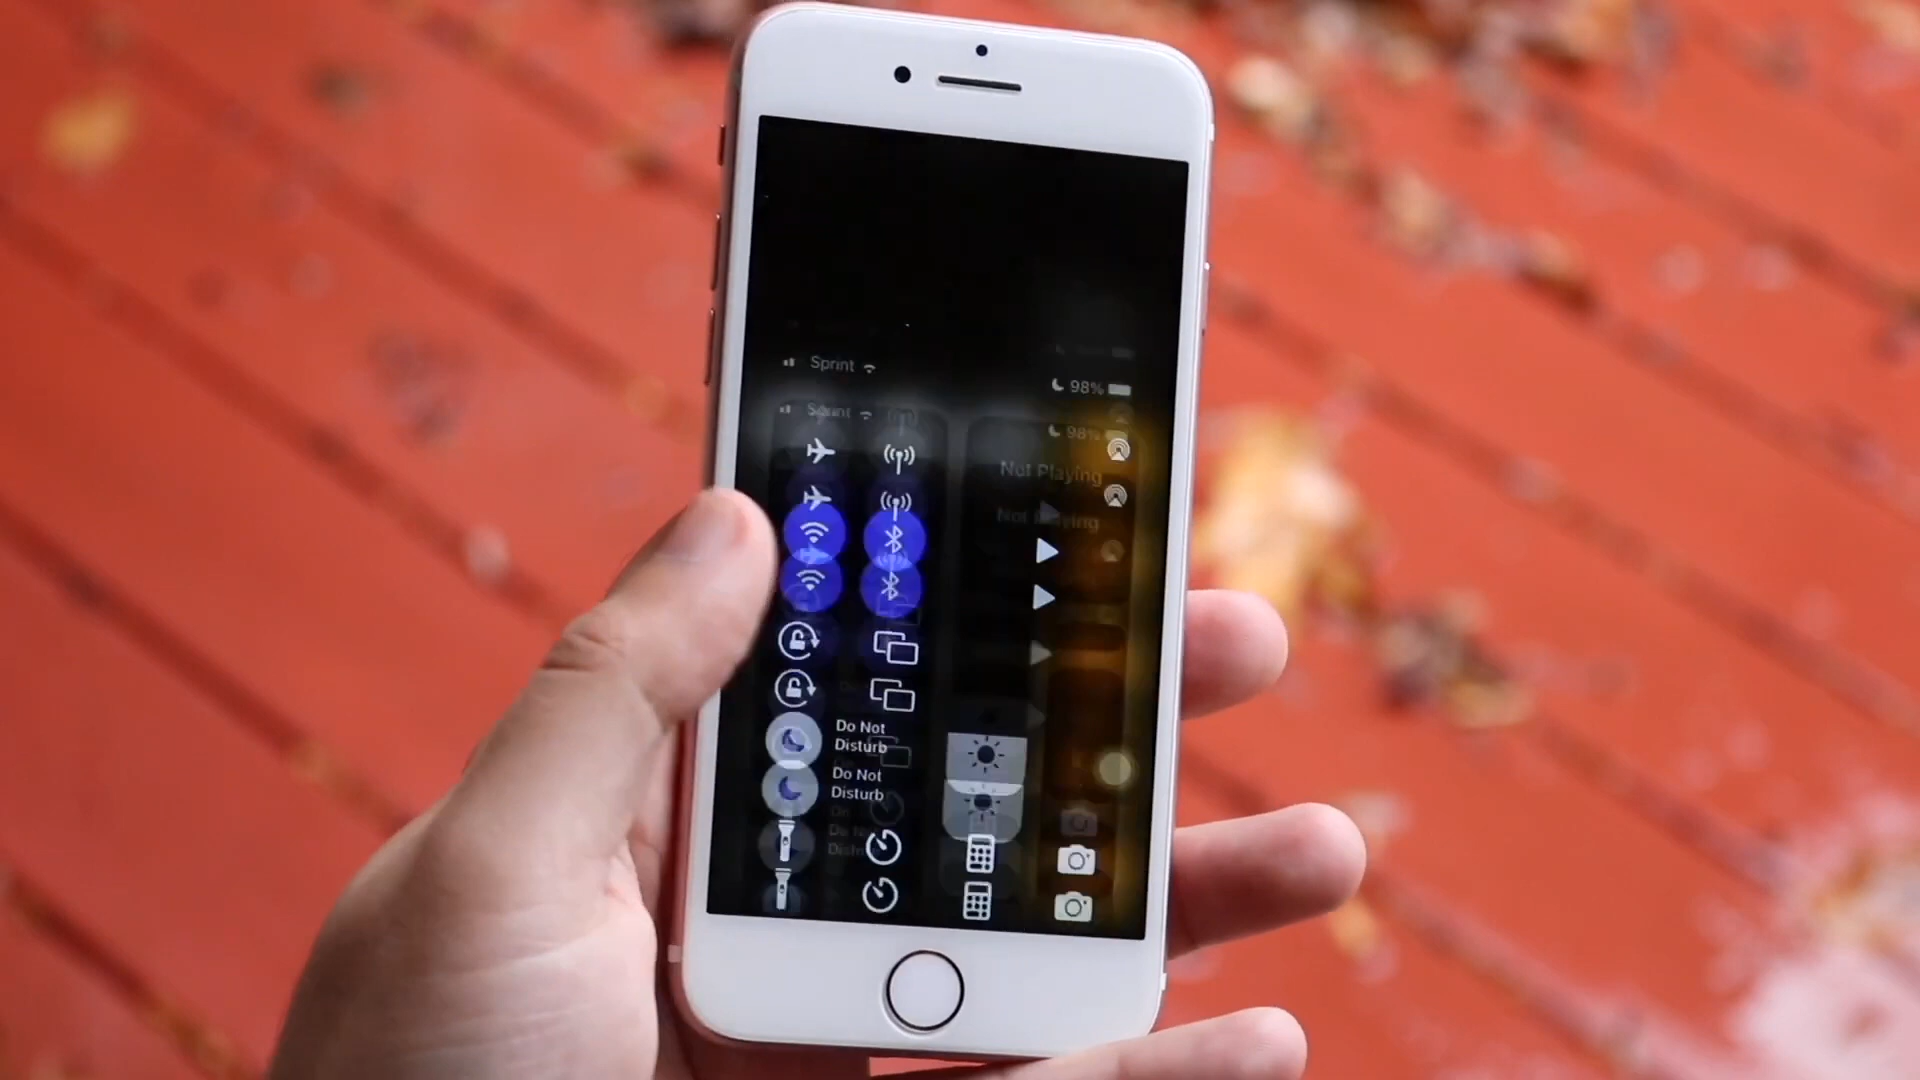 Sprint
98%
Sprint
98%
Not Playing
Not Playing
Do Not
Disturb
Do Not
Disturb